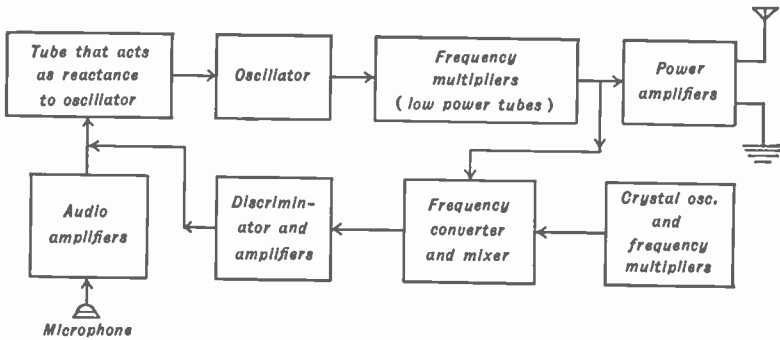 Tube that acts
as reactance
to oscillator
Oscillator
Frequency
multipliers
( low power tubes )
Power
amplifiers
Audio
amplifiers
Discrimin-
ator and
amplifiers
Frequency
converter
and mixer
Crystal osc.
and
frequency
multipliers
Microphone